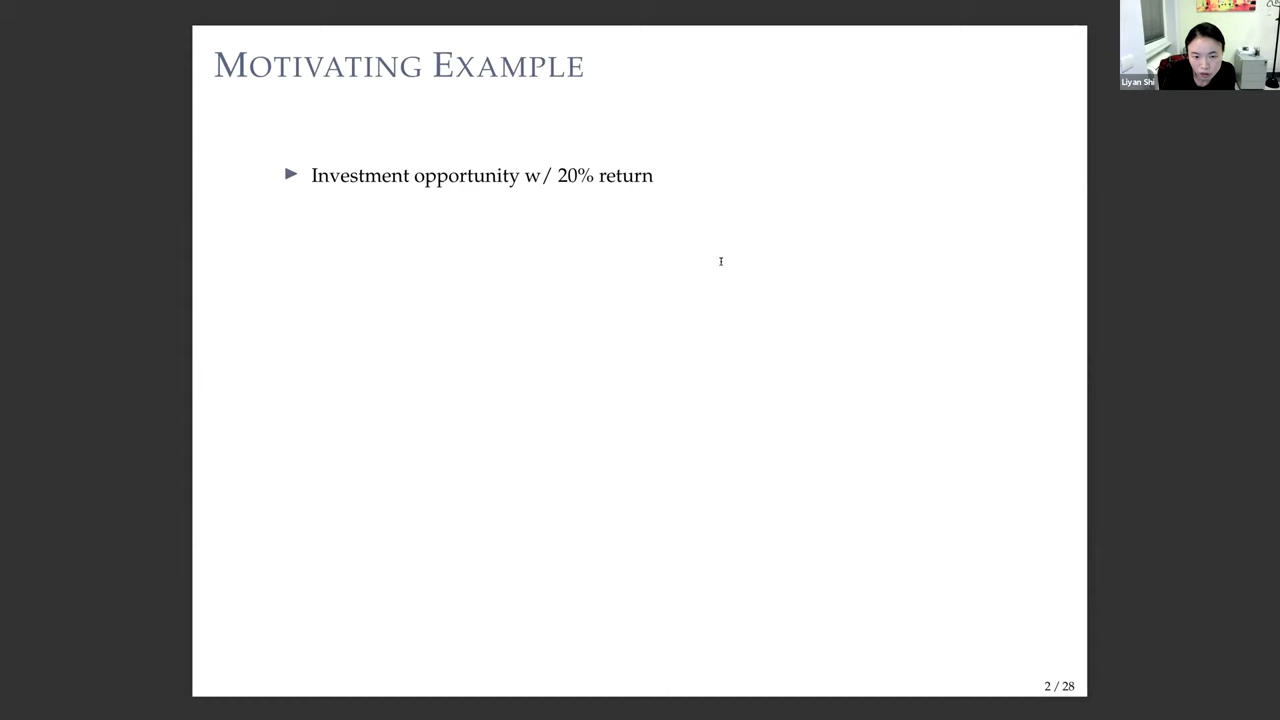 MOTIVATING EXAMPLE
Liyan Shi
▶ Investment opportunity w/ 20% return
2 / 28